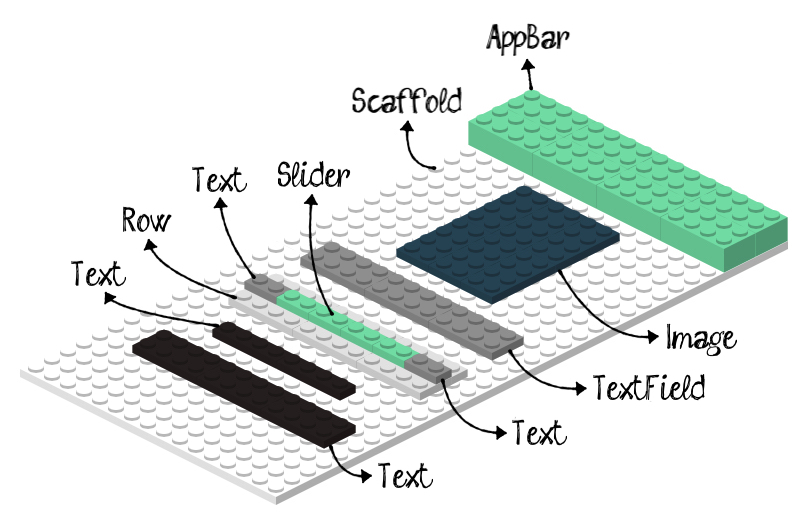 AppBar
Scaffold
Text
Slider
Row
Text
Image
TextField
Text
Text